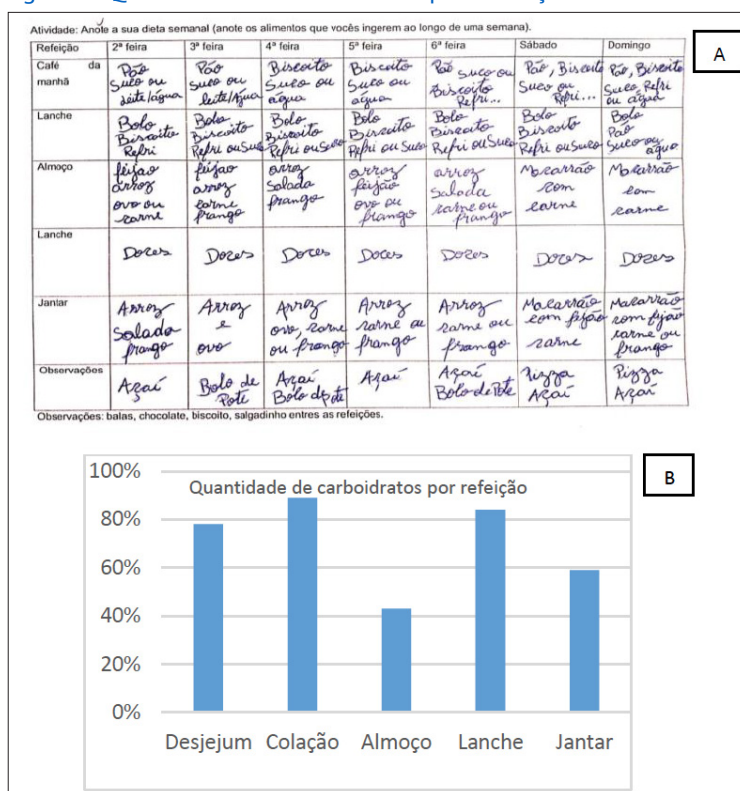 Atividade: Anote a sua dieta semanal (anote os alimentos que vocês ingerem ao longo de uma semana).
A
Refeição 2ª feira 3ª feira 4ª feira 5ª feira 6ª feira Sábado Domingo
Café da manhã
Pão
Suco ou
leite/água
Pão
Suco ou
leite/Água
Biscoito
Suco ou
água
Biscoito
Suco ou
água
Pão Suco ou
Biscoito
Refri...
Pão, Biscoito
Suco ou
Refri...
Pão, Biscoito
Suco, Refri
ou água
Lanche
Bolo
Biscoito
Refri
Bolo
Biscoito
Refri ou Suco
Bolo
Biscoito
Refri ou Suco
Bolo
Biscoito
Refri ou Suco
Bolo
Biscoito
Refri ou Suco
Bolo
Biscoito
Refri ou Suco
Bolo
Pão
Suco ou
água
Almoço
feijão
arroz
ovo ou
carne
feijão
arroz
carne
frango
arroz
Salada
frango
arroz
feijão
ovo ou
frango
arroz
Salada
carne ou
frango
Macarrão
com
carne
Macarrão
com
carne
Lanche
Doces Doces Doces Doces Doces Doces Doces
Jantar
Arroz
Salada
frango
Arroz
e
ovo
Arroz
ovo, carne
ou frango
Arroz
carne ou
frango
Arroz
carne ou
frango
Macarrão
com feijão
carne
Macarrão
com feijão
carne ou
frango
Observações
Açaí
Bolo de
Pote
Açaí
Bolo de pote
Açaí
Açaí
Bolo de Pote
Pizza
Açaí
Pizza
Açaí
Observações: balas, chocolate, biscoito, salgadinho entres as refeições.
B
Quantidade de carboidratos por refeição
100%
80%
60%
40%
20%
0%
Desjejum Colação Almoço Lanche Jantar